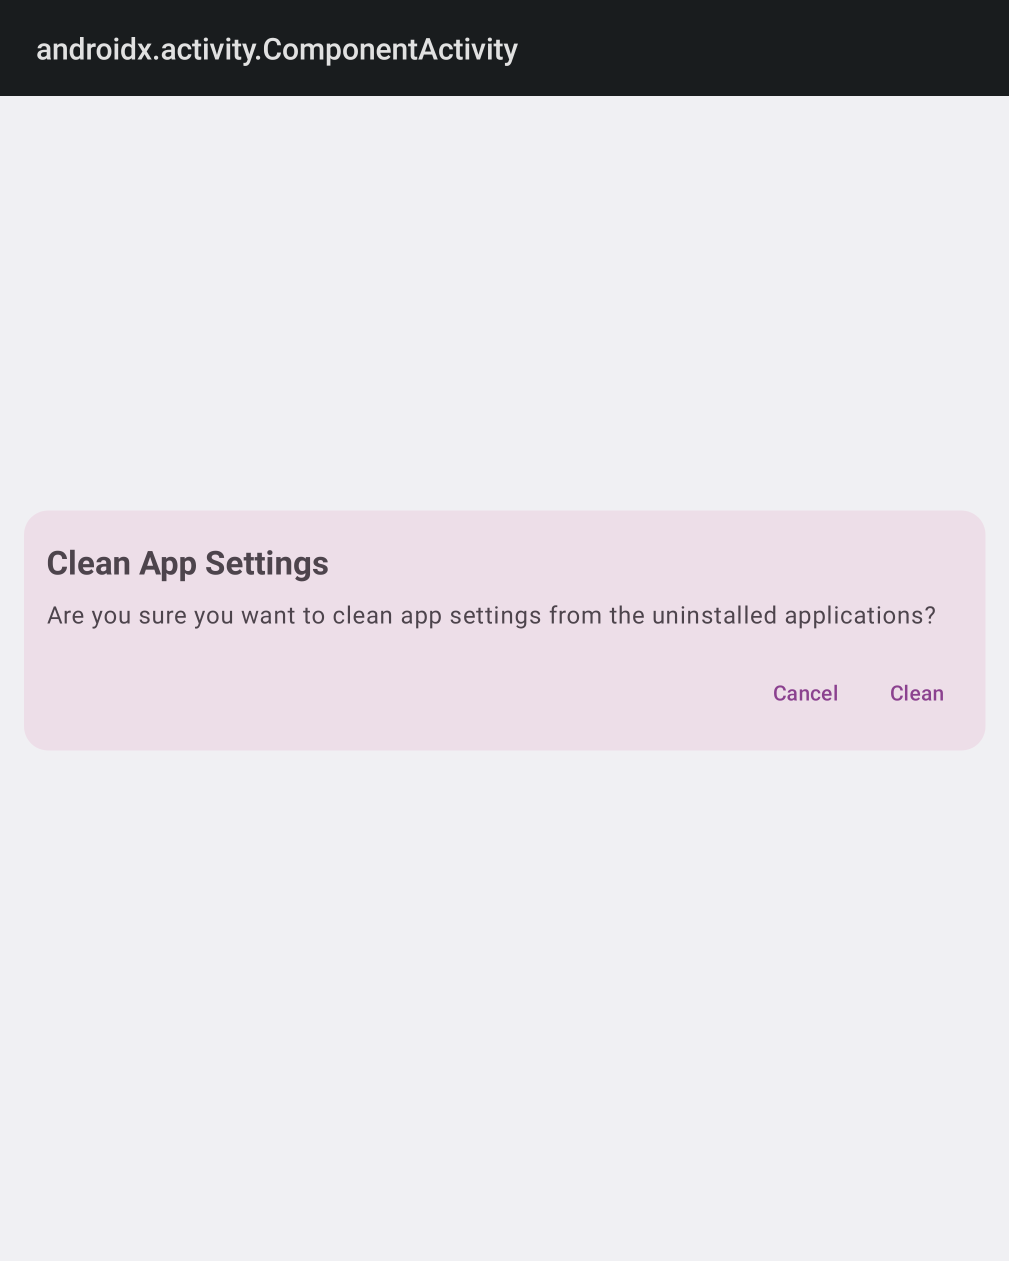 androidx.activity.ComponentActivity
Clean App Settings
Are you sure you want to clean app settings from the uninstalled applications?
Cancel Clean